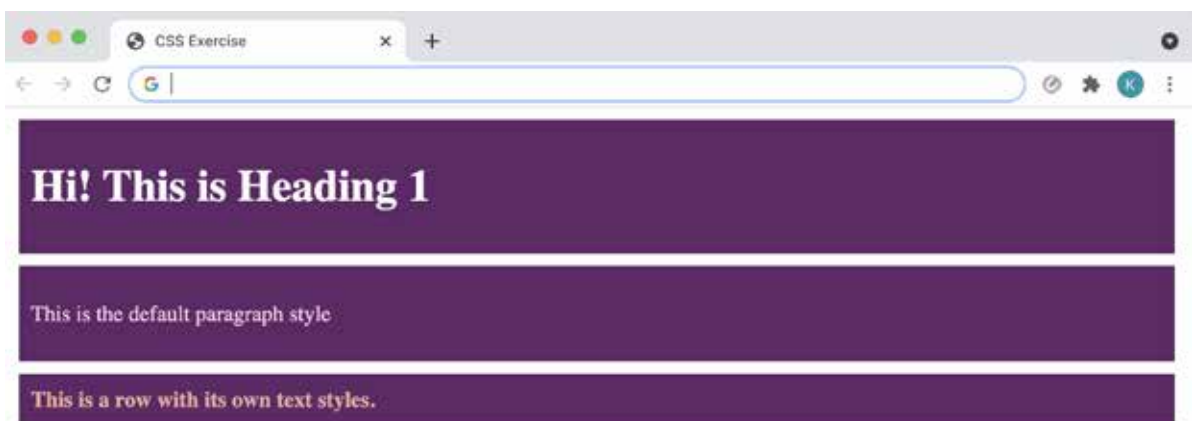 CSS Exercise
G
K
Hi! This is Heading 1
This is the default paragraph style
This is a row with its own text styles.